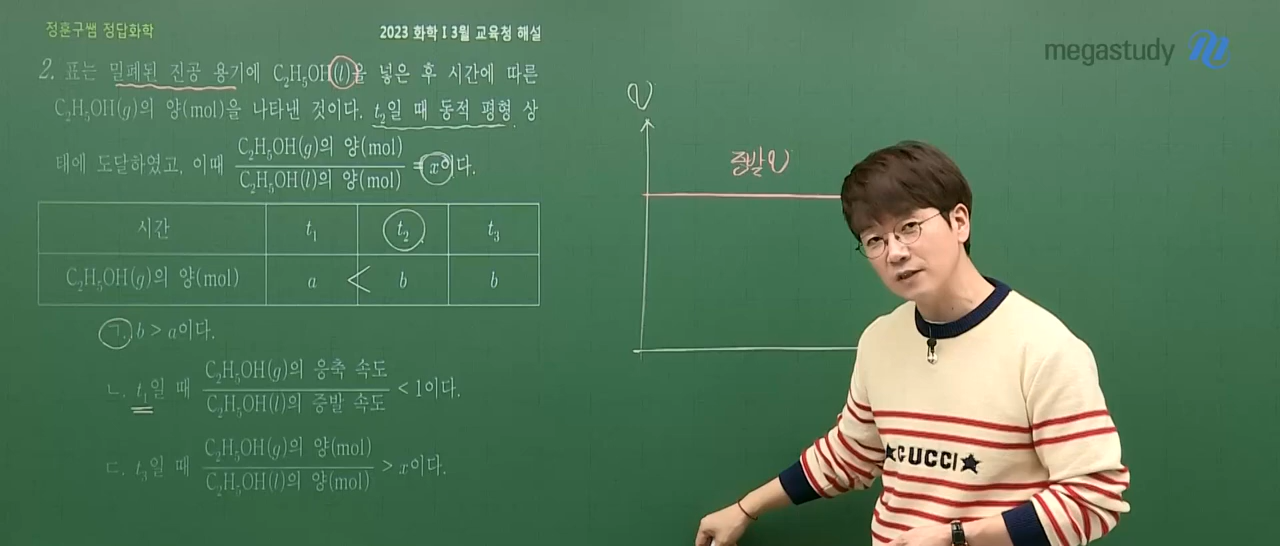 정훈구쌤 정답화학
2023 화학 I 3월 교육청 해설
megastudy
2. 표는 밀폐된 진공 용기에 C₂H₅OH(l)을 넣은 후 시간에 따른
C₂H₅OH(g)의 양(mol)을 나타낸 것이다. t₂일 때 동적 평형 상
태에 도달하였고, 이때 C₂H₅OH(g)의 양(mol) / C₂H₅OH(l)의 양(mol) = x이다.
시간 t₁ t₂ t₃
C₂H₅OH(g)의 양(mol) a < b b
ㄱ. b > a이다.
ㄴ. t₁일 때 C₂H₅OH(g)의 응축 속도 / C₂H₅OH(l)의 증발 속도 < 1이다.
ㄷ. t₃일 때 C₂H₅OH(g)의 양(mol) / C₂H₅OH(l)의 양(mol) > x이다.
v
증발 v
★GUCCI★